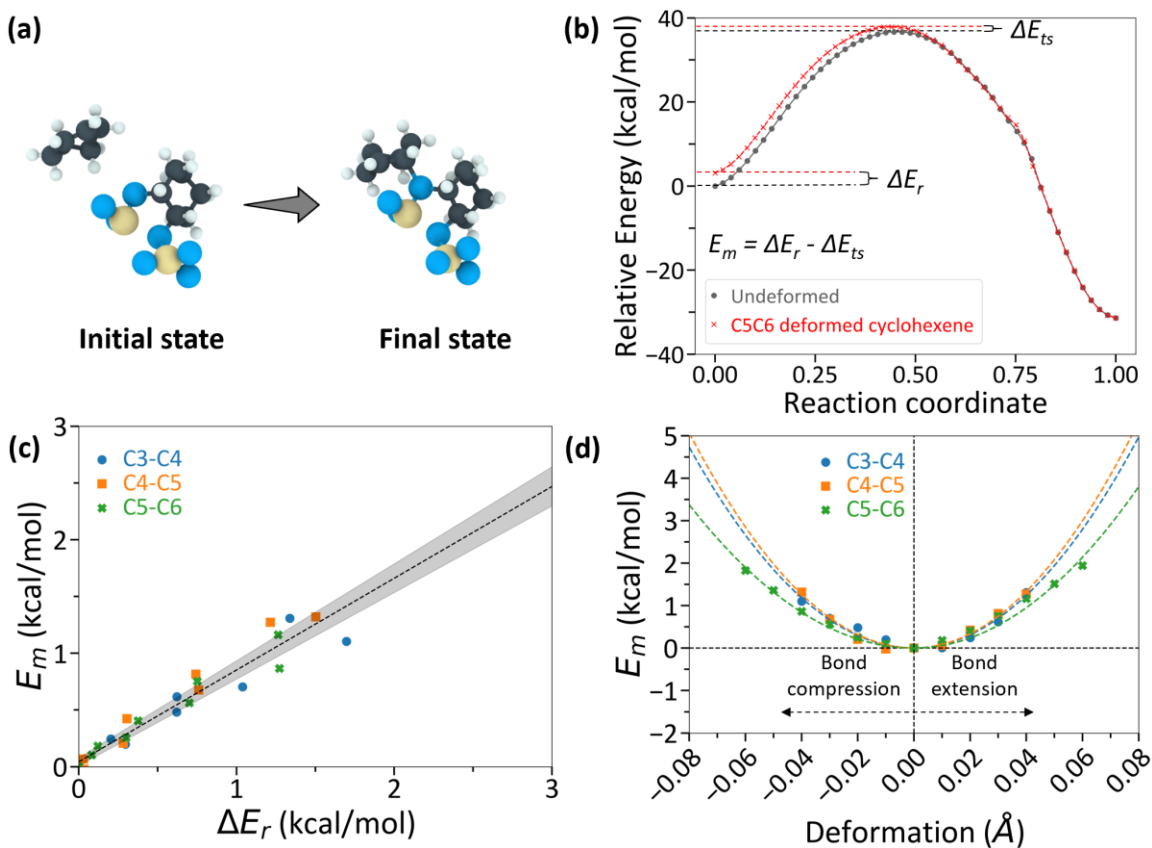 (a)
Initial state
Final state
(b)
Relative Energy (kcal/mol)
40
20
0
−20
−40
ΔE_ts
ΔE_r
E_m = ΔE_r - ΔE_ts
Undeformed
C5C6 deformed cyclohexene
0.00
0.25
0.50
0.75
1.00
Reaction coordinate
(c)
C3-C4
C4-C5
C5-C6
E_m (kcal/mol)
3
2
1
0
0
1
2
3
ΔE_r (kcal/mol)
(d)
C3-C4
C4-C5
C5-C6
E_m (kcal/mol)
5
4
3
2
1
0
−1
−2
Bond compression
Bond extension
−0.08
−0.06
−0.04
−0.02
0.00
0.02
0.04
0.06
0.08
Deformation (Å)